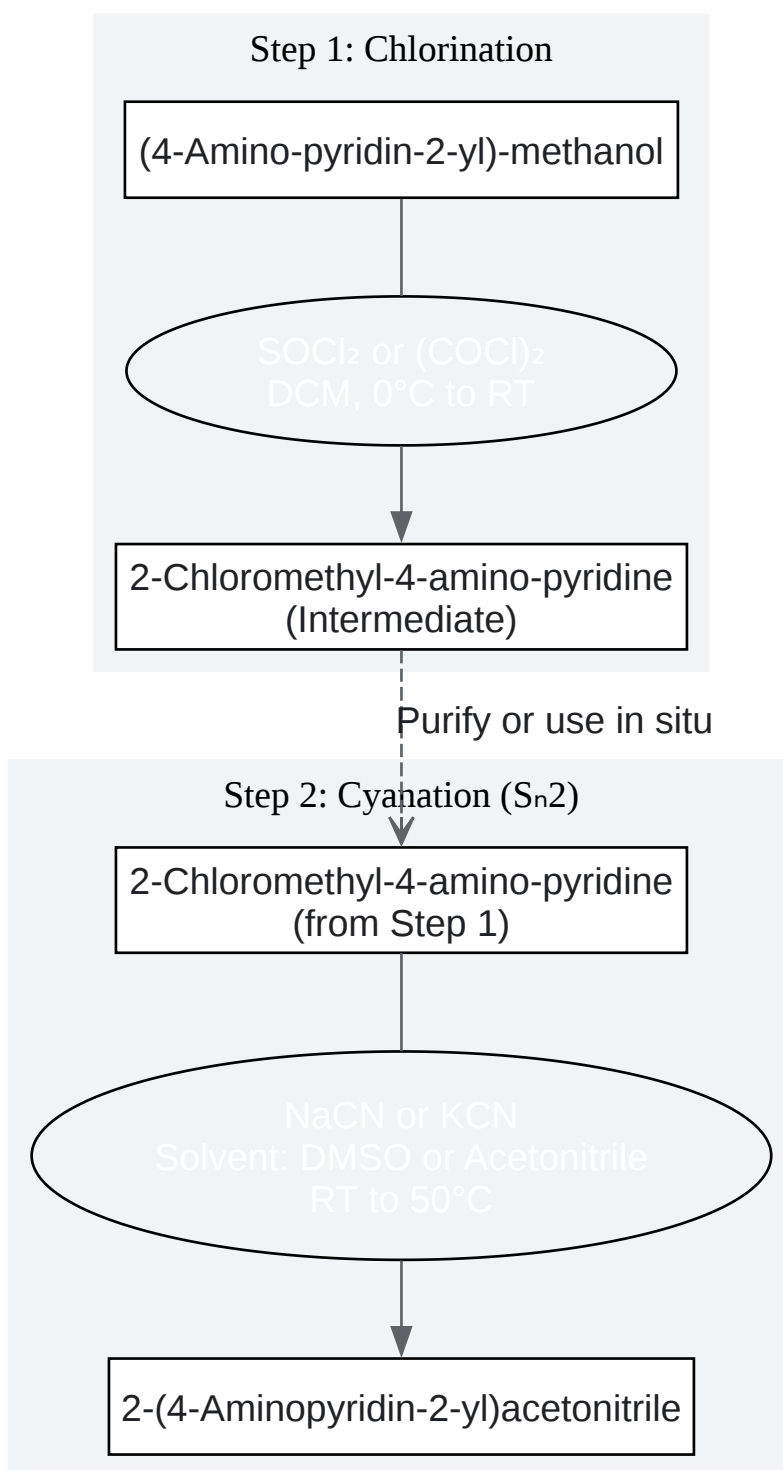 Step 1: Chlorination
(4-Amino-pyridin-2-yl)-methanol
SOCl₂ or (COCl)₂
DCM, 0°C to RT
2-Chloromethyl-4-amino-pyridine
(Intermediate)
Purify or use in situ
Step 2: Cyanation (Sₙ2)
2-Chloromethyl-4-amino-pyridine
(from Step 1)
NaCN or KCN
Solvent: DMSO or Acetonitrile
RT to 50°C
2-(4-Aminopyridin-2-yl)acetonitrile